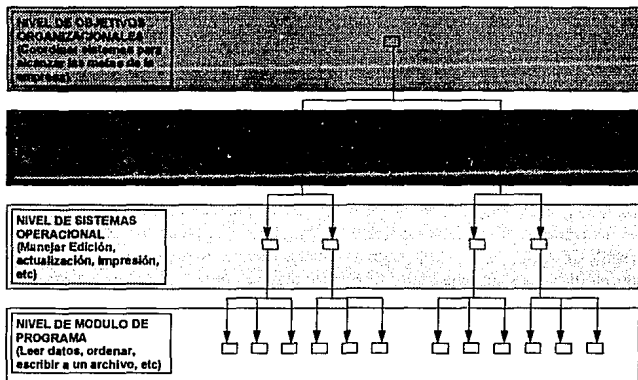 NIVEL DE OBJETIVOS
ORGANIZACIONALEA
(Coordinar sistemas para
alcanzar las metas de la
empresa)
NIVEL DE SISTEMAS
OPERACIONAL
(Manejar Edición,
actualización, impresión,
etc)
NIVEL DE MODULO DE
PROGRAMA
(Leer datos, ordenar,
escribir a un archivo, etc)